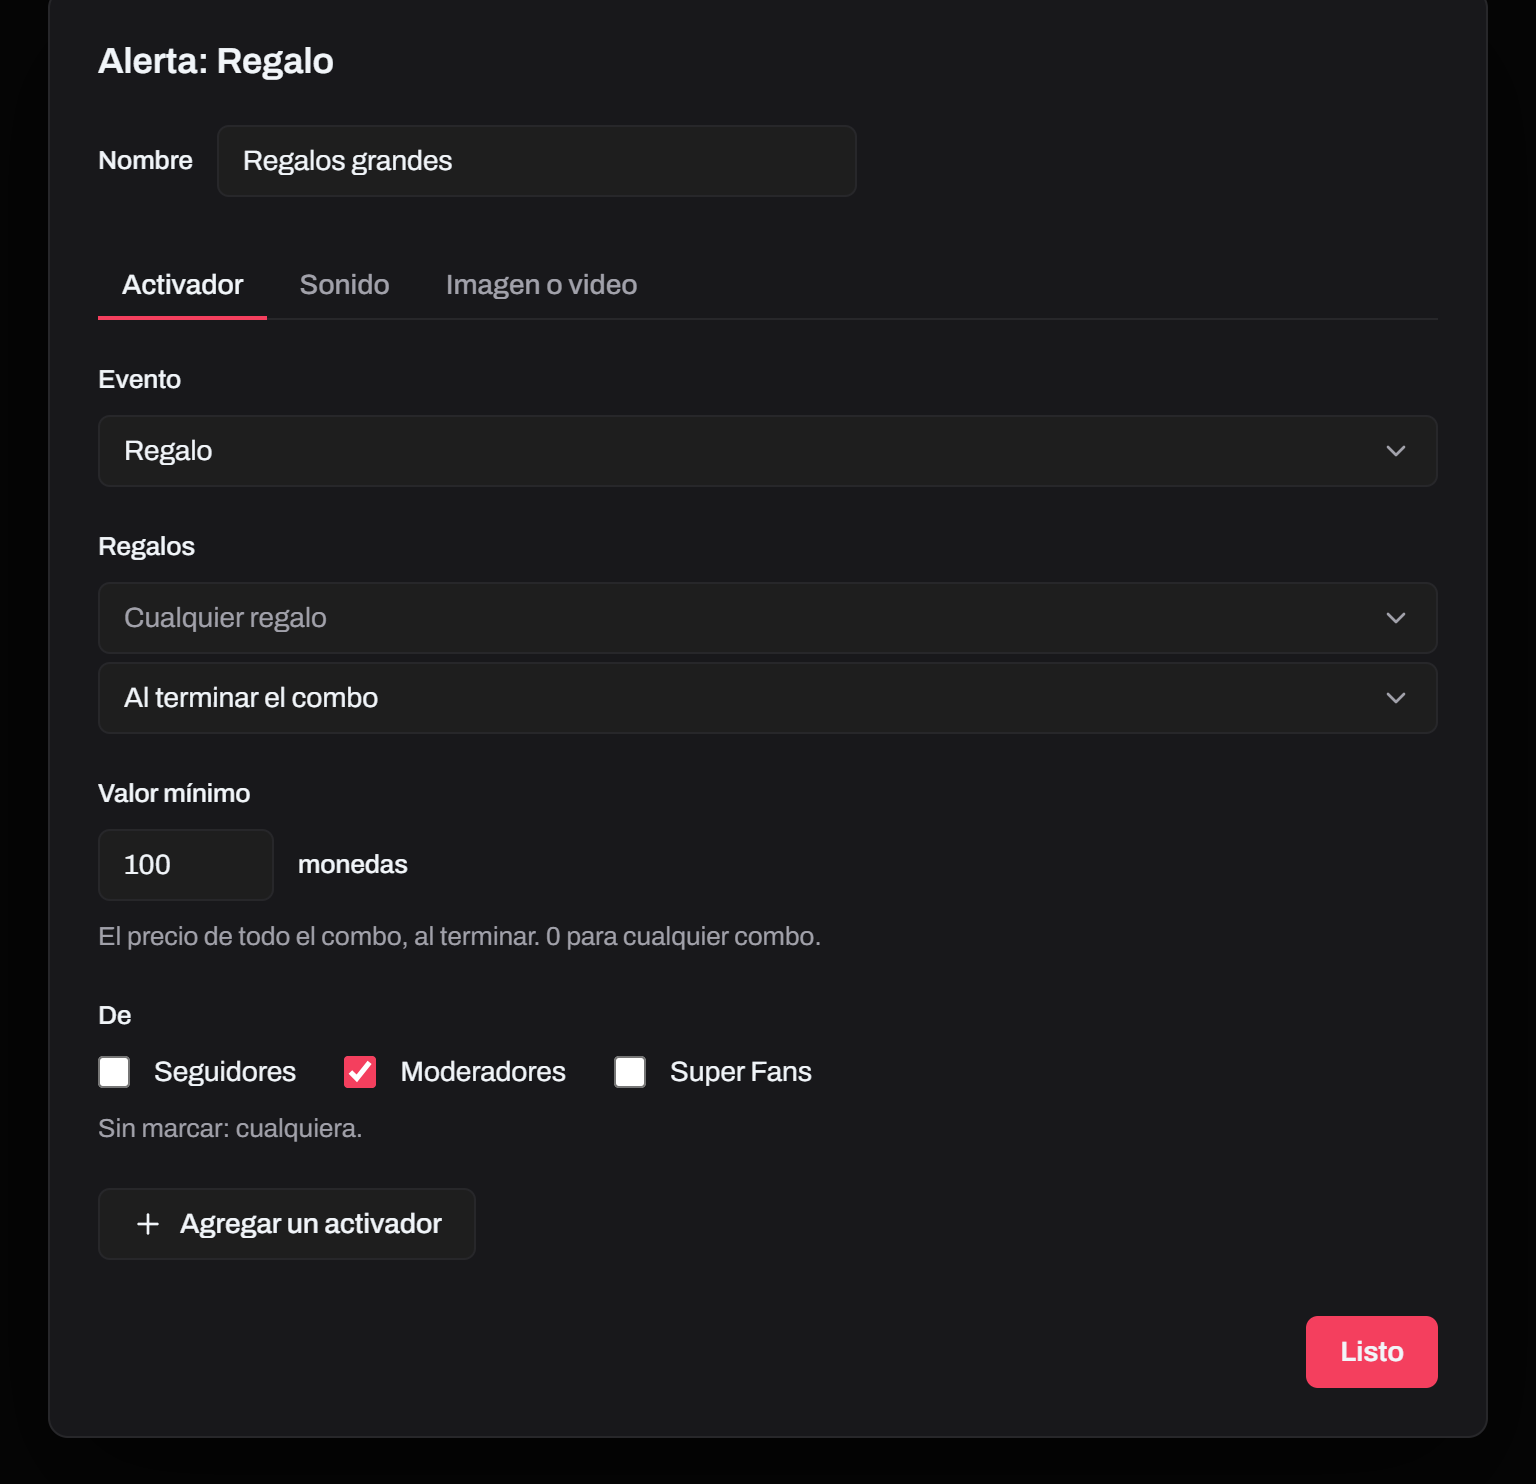 Alerta: Regalo
Nombre Regalos grandes
Activador Sonido Imagen o video
Evento
Regalo
Regalos
Cualquier regalo
Al terminar el combo
Valor mínimo
100 monedas
El precio de todo el combo, al terminar. 0 para cualquier combo.
De
Seguidores Moderadores Super Fans
Sin marcar: cualquiera.
Agregar un activador
Listo